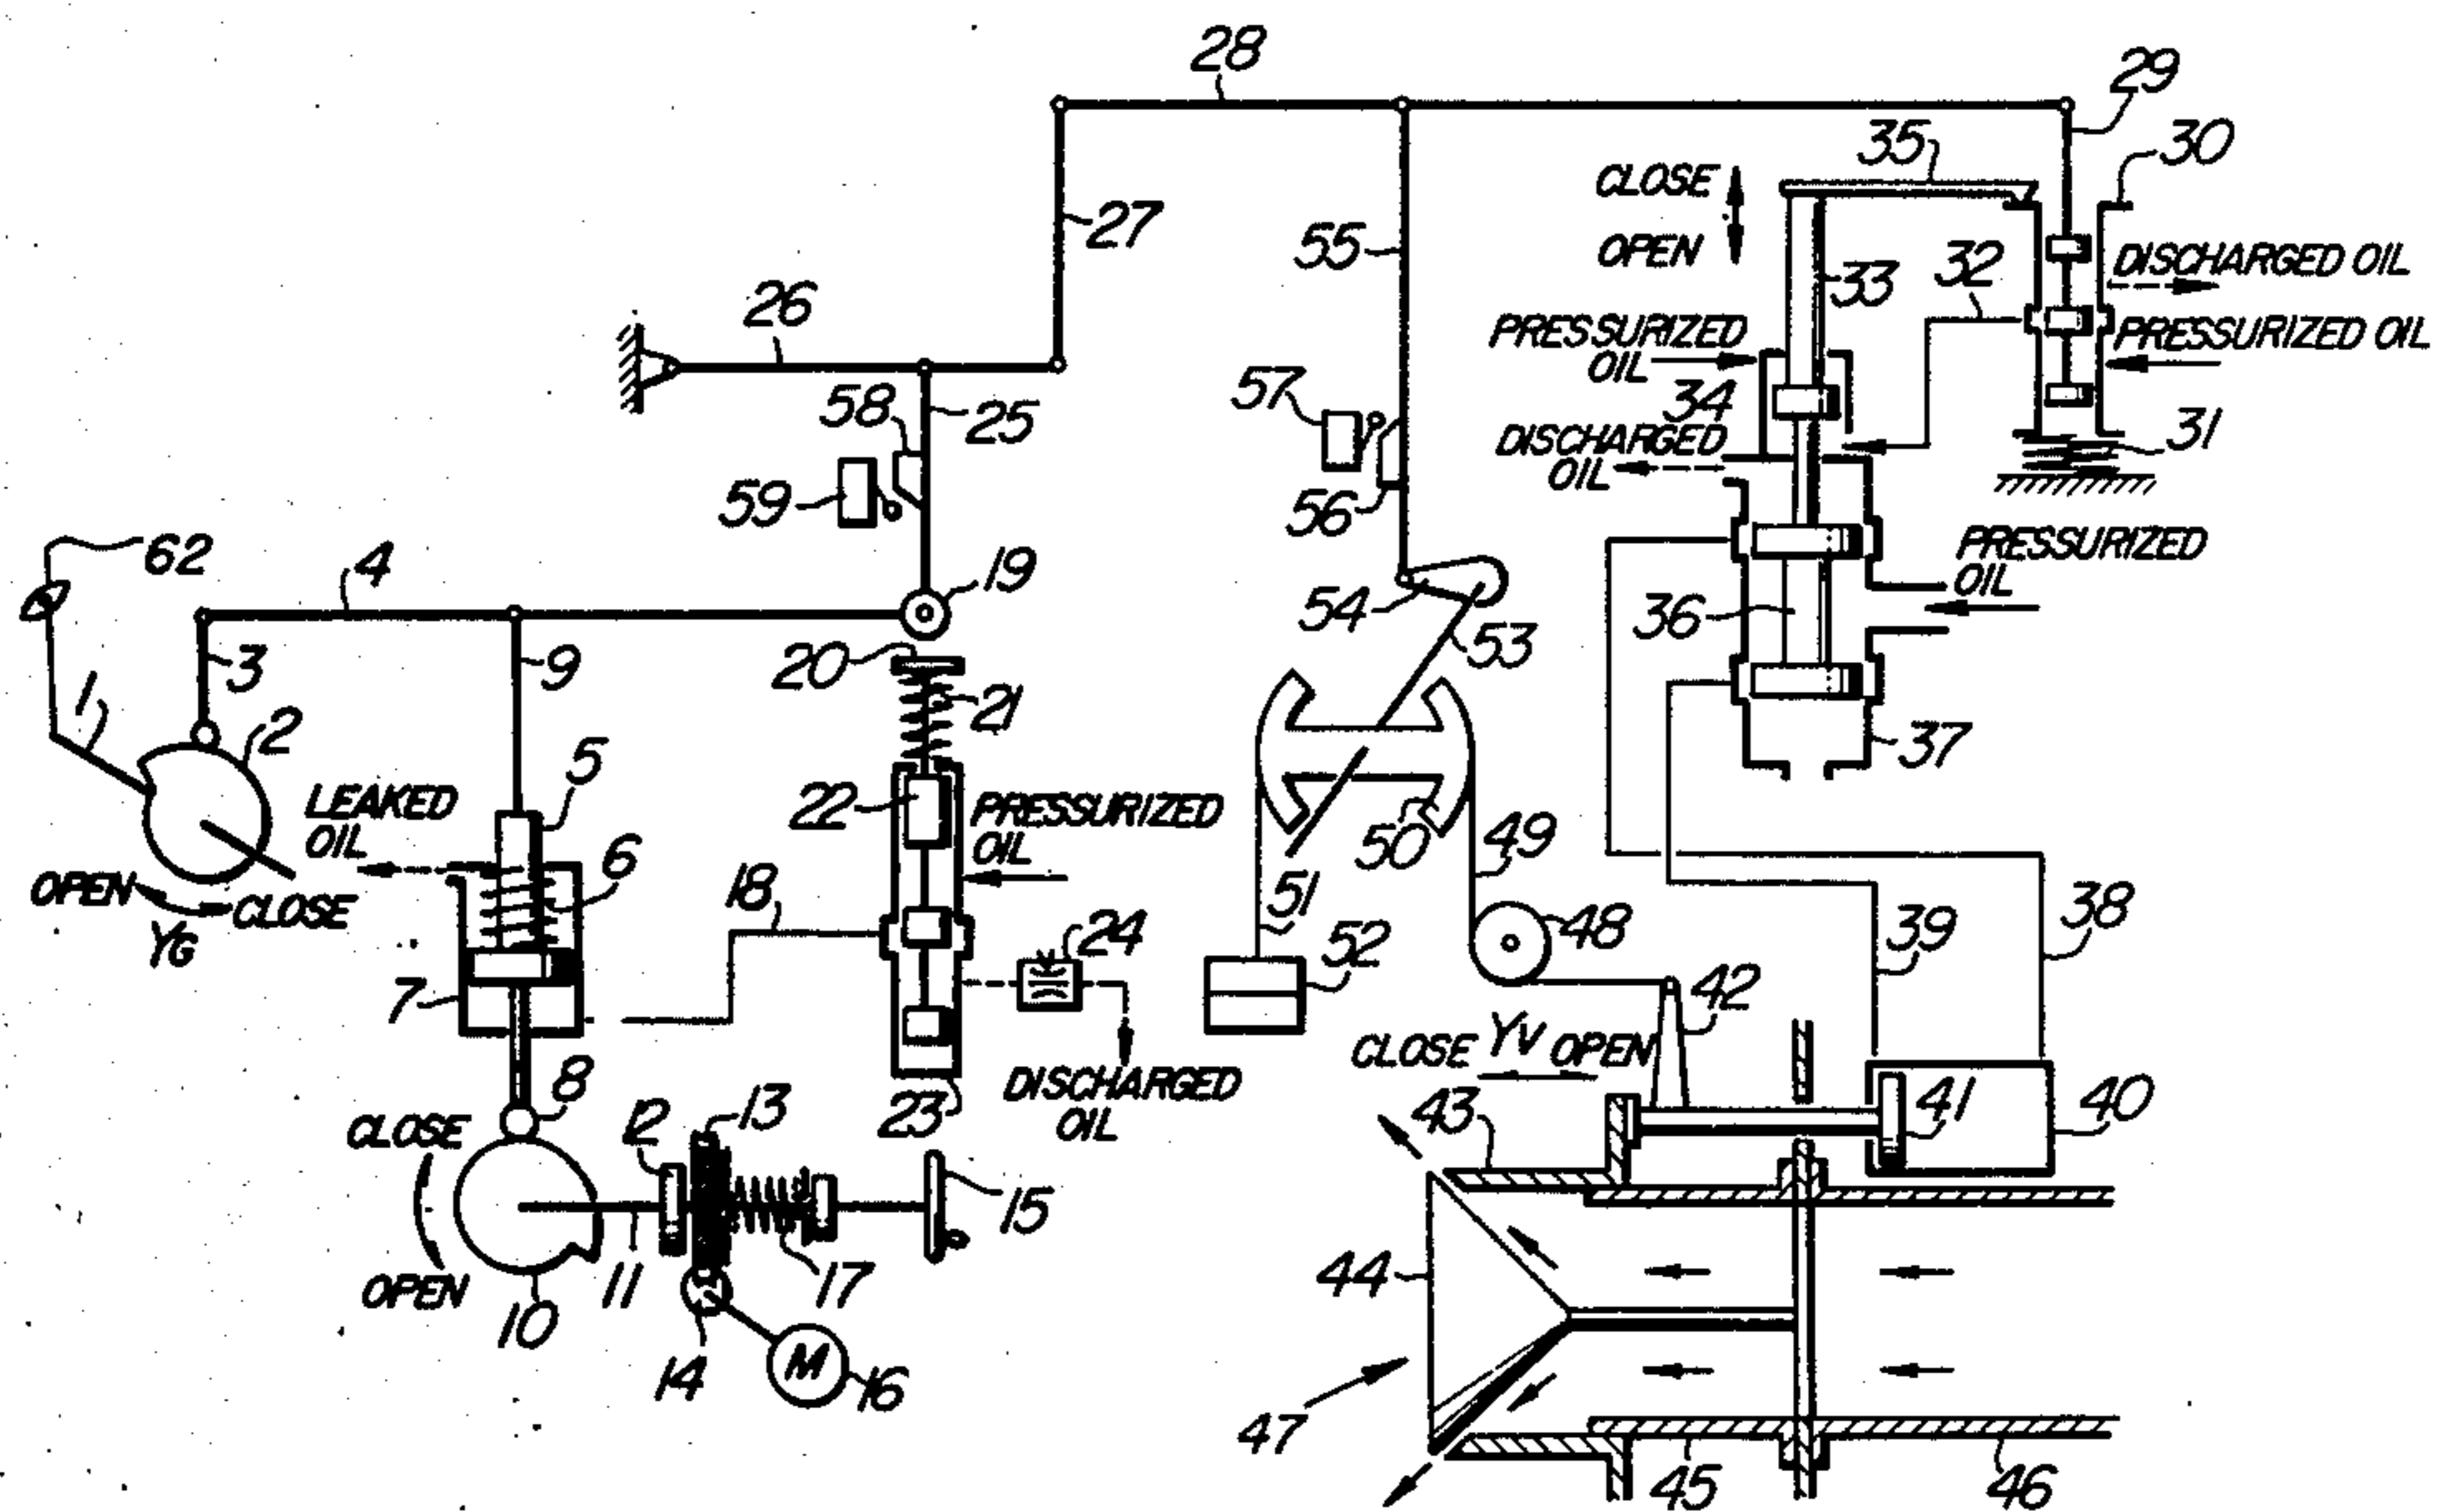 28
29
35
30
CLOSE
27
55
OPEN
33
32
DISCHARGED OIL
26
PRESSURIZED
OIL
PRESSURIZED OIL
57
34
58
25
DISCHARGED
OIL
31
59
56
62
4
19
54
36
PRESSURIZED
OIL
3
9
20
53
1
2
21
5
37
LEAKED
OIL
22
PRESSURIZED
OIL
50
49
6
18
51
OPEN
CLOSE
YG
24
48
38
52
39
7
42
8
DISCHARGED
OIL
CLOSE
YV
OPEN
CLOSE
12
13
23
43
41
40
15
OPEN
11
17
44
10
14
M
16
47
45
46